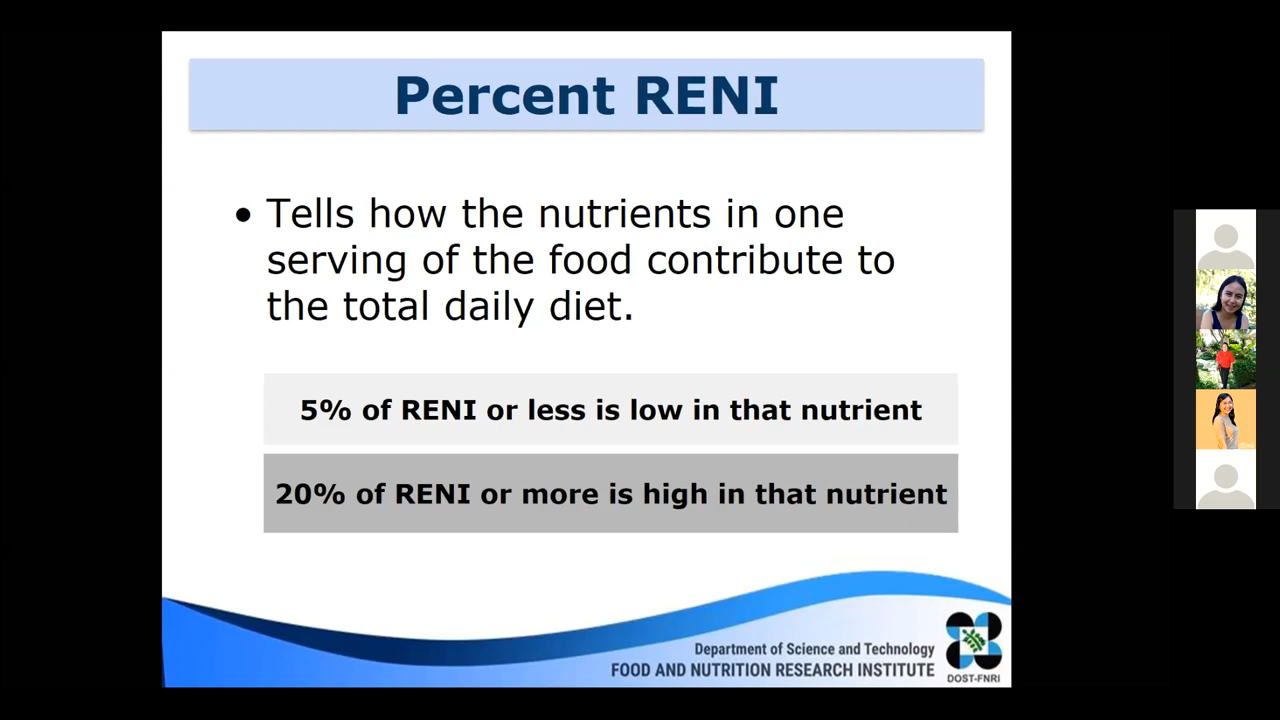 Percent RENI
• Tells how the nutrients in one
serving of the food contribute to
the total daily diet.
5% of RENI or less is low in that nutrient
20% of RENI or more is high in that nutrient
Department of Science and Technology
FOOD AND NUTRITION RESEARCH INSTITUTE
DOST-FNRI